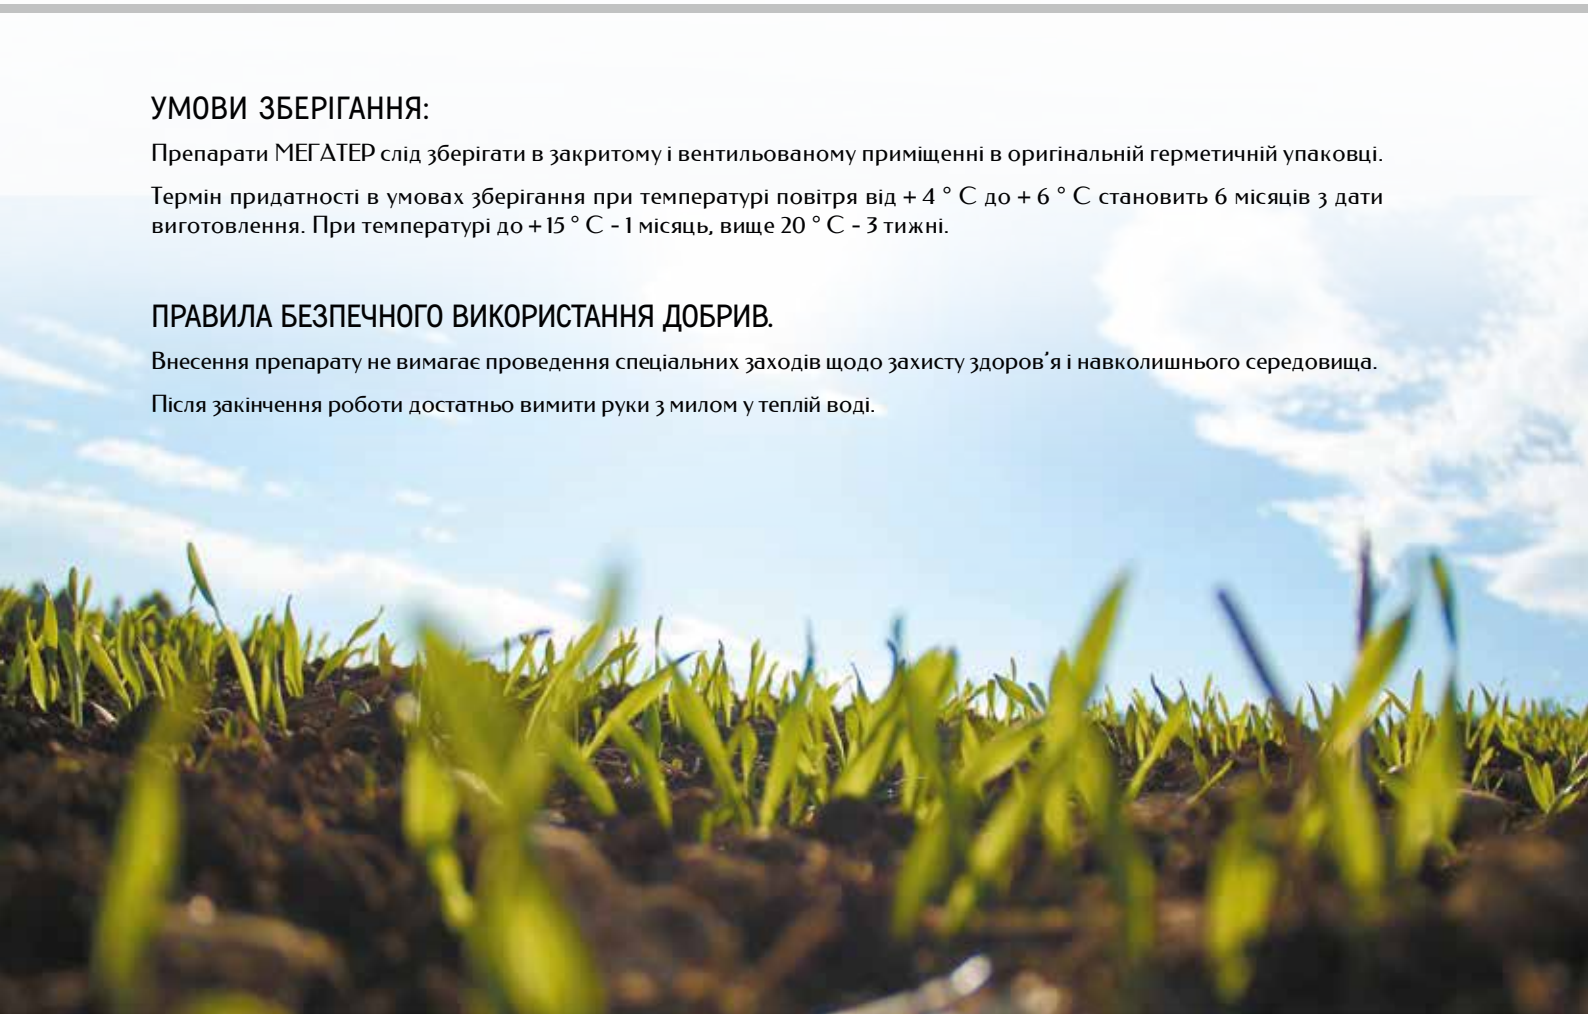 УМОВИ ЗБЕРІГАННЯ:
Препарати МЕГАТЕР слід зберігати в закритому і вентильованому приміщенні в оригінальній герметичній упаковці.
Термін придатності в умовах зберігання при температурі повітря від + 4 ° С до + 6 ° С становить 6 місяців з дати
виготовлення. При температурі до + 15 ° С - 1 місяць, вище 20 ° С - 3 тижні.
ПРАВИЛА БЕЗПЕЧНОГО ВИКОРИСТАННЯ ДОБРИВ.
Внесення препарату не вимагає проведення спеціальних заходів щодо захисту здоров’я і навколишнього середовища.
Після закінчення роботи достатньо вимити руки з милом у теплій воді.